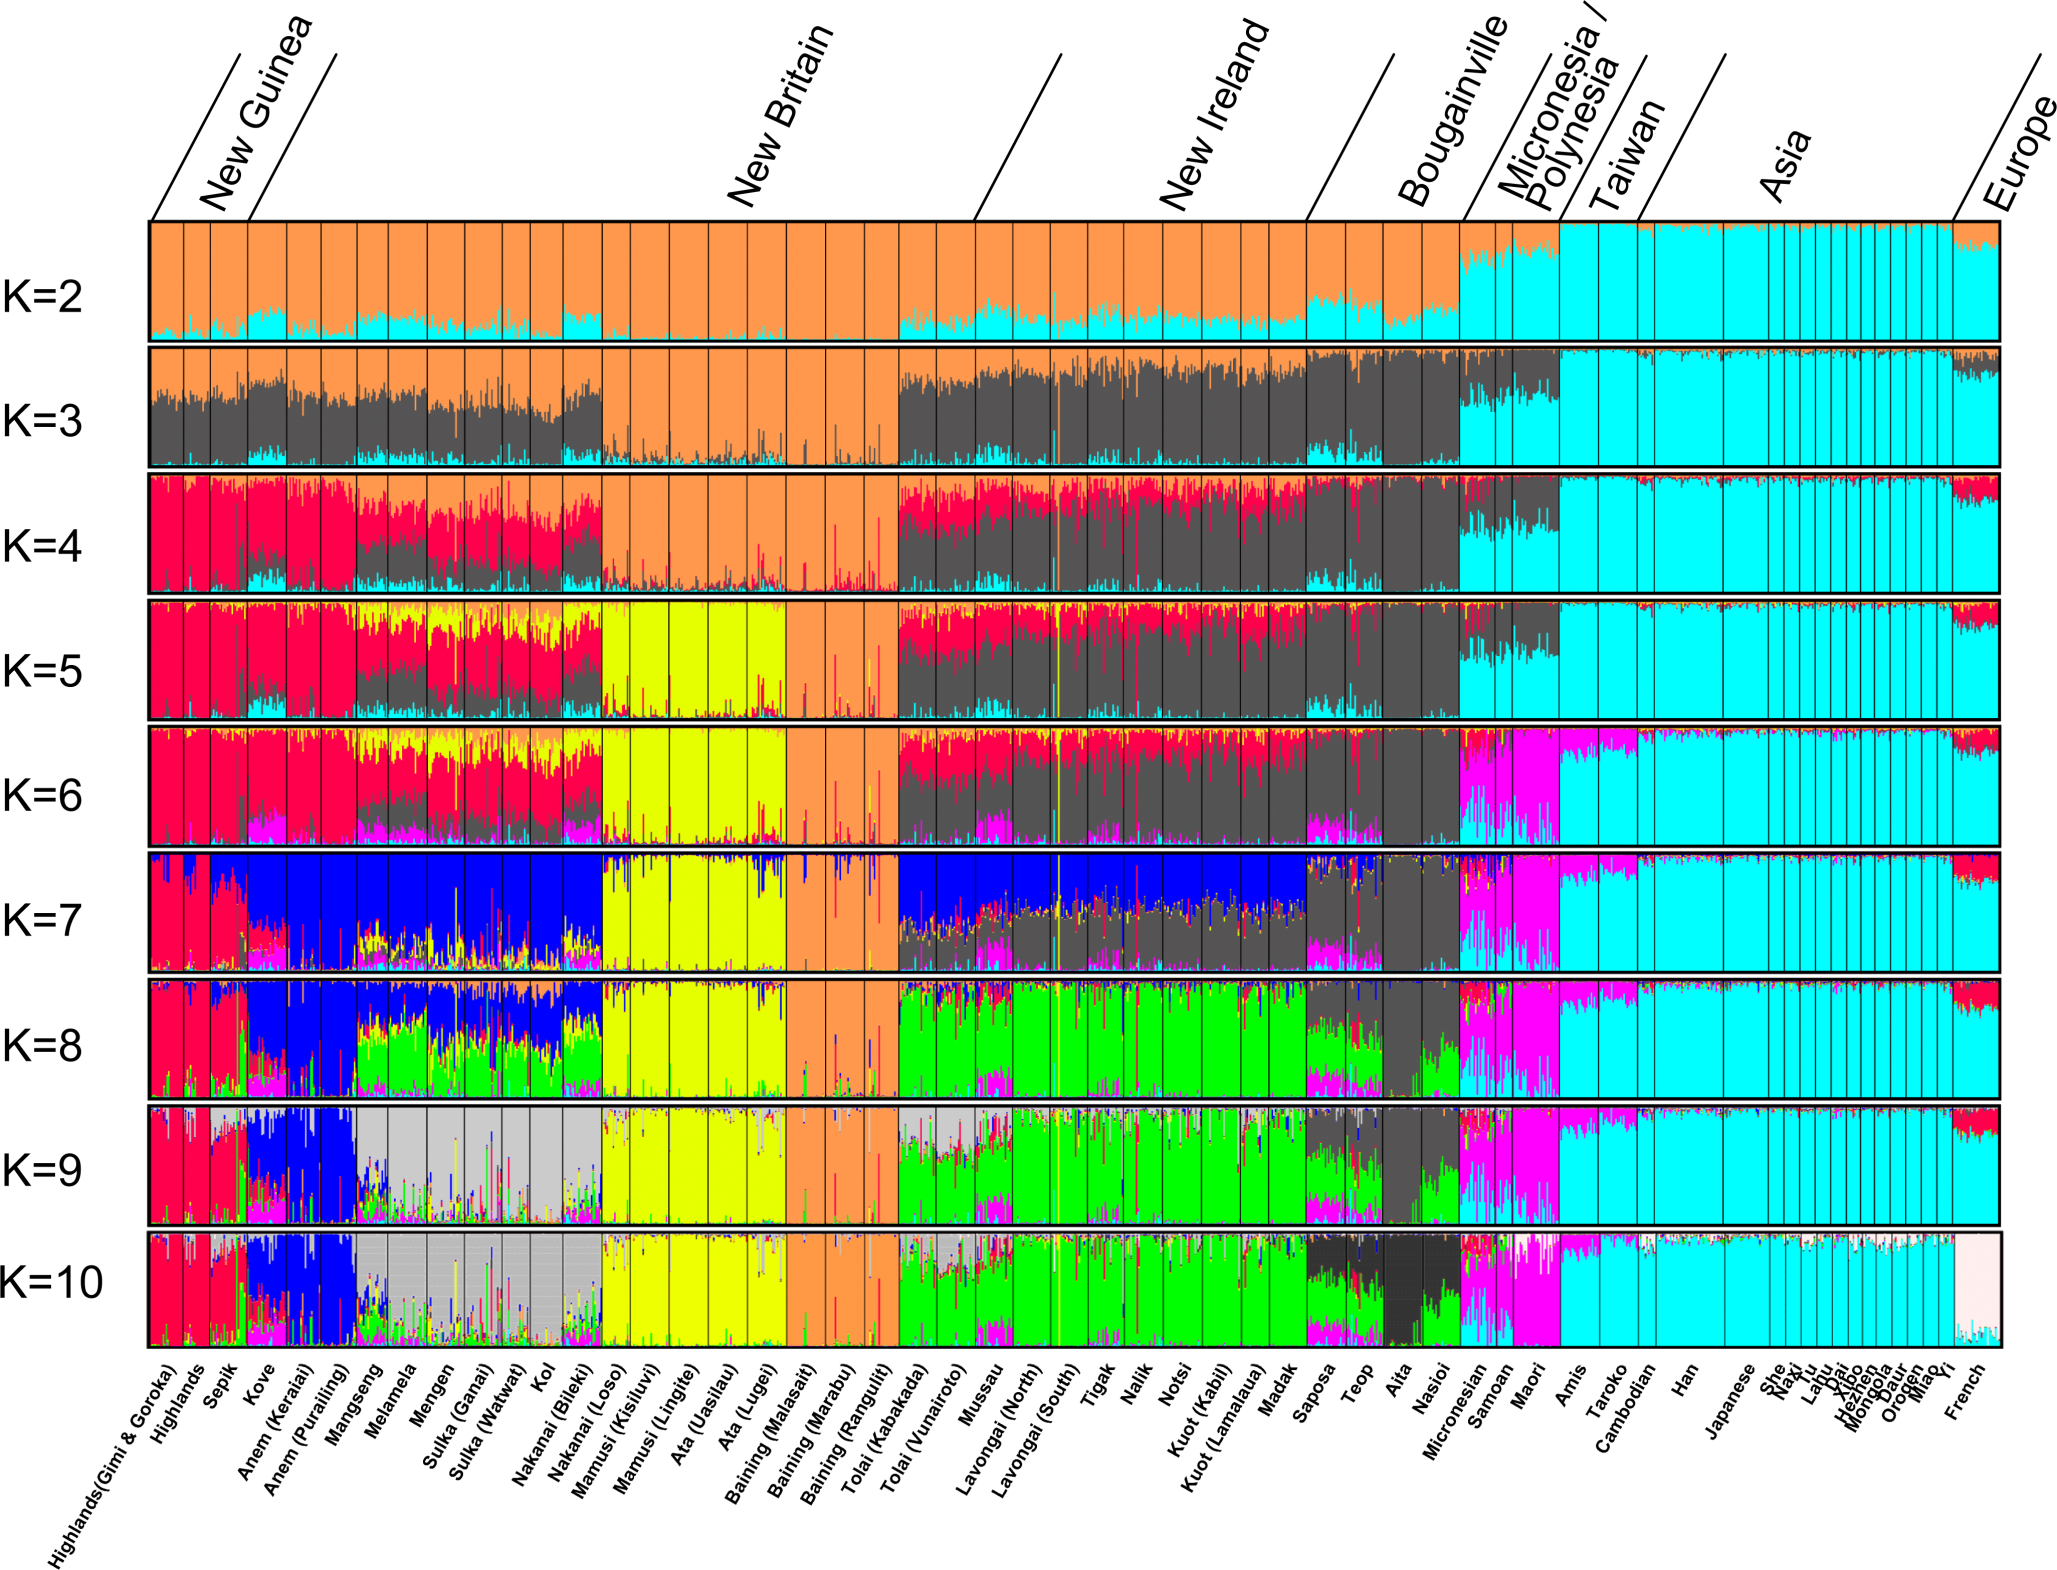 New Guinea
New Britain
New Ireland
Bougainville
Micronesia /
Polynesia
Taiwan
Asia
Europe
K=2
K=3
K=4
K=5
K=6
K=7
K=8
K=9
K=10
Highlands(Gimi & Goroka)
Highlands
Sepik
Kove
Anem (Keraiai)
Anem (Purailing)
Mangseng
Melamela
Mengen
Sulka (Ganai)
Sulka (Watwat)
Kol
Nakanai (Bileki)
Nakanai (Loso)
Mamusi (Kisiluvi)
Mamusi (Lingite)
Ata (Uasilau)
Ata (Lugei)
Baining (Malasait)
Baining (Marabu)
Baining (Rangulit)
Tolai (Kabakada)
Tolai (Vunairoto)
Mussau
Lavongai (North)
Lavongai (South)
Tigak
Nalik
Notsi
Kuot (Kabil)
Kuot (Lamalaua)
Madak
Saposa
Teop
Aita
Nasioi
Micronesian
Samoan
Maori
Amis
Taroko
Cambodian
Han
Japanese
She
Naxi
Tu
Lahu
Dai
Xibo
Hezhen
Mongola
Daur
Oroqen
Miao
Yi
French